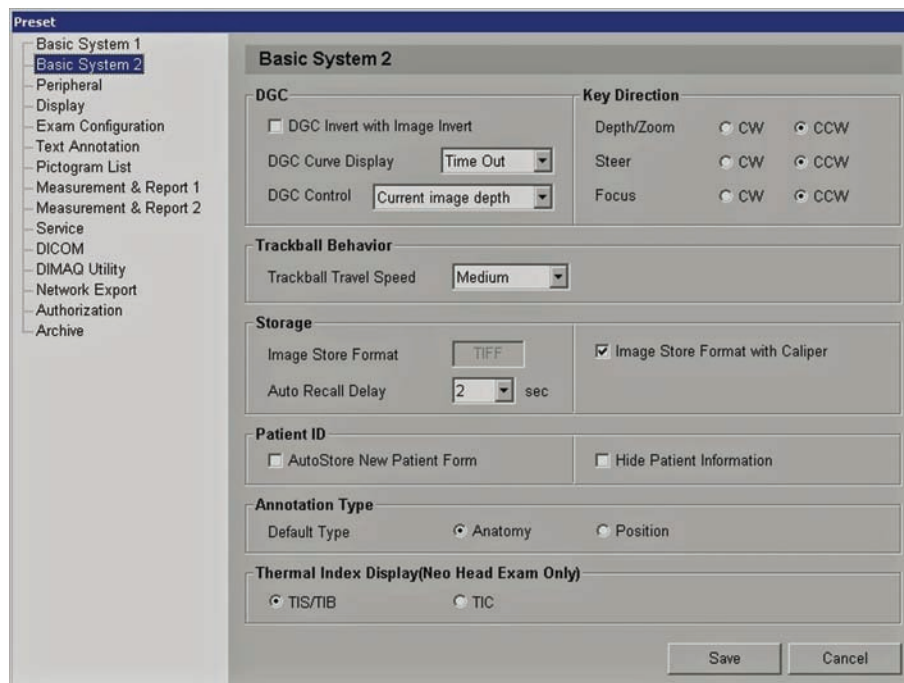 Preset
Basic System 1
Basic System 2
Peripheral
Display
Exam Configuration
Text Annotation
Pictogram List
Measurement & Report 1
Measurement & Report 2
Service
DICOM
DIMAQ Utility
Network Export
Authorization
Archive
Basic System 2
DGC
DGC Invert with Image Invert
DGC Curve Display Time Out
DGC Control Current image depth
Key Direction
Depth/Zoom CW CCW
Steer CW CCW
Focus CW CCW
Trackball Behavior
Trackball Travel Speed Medium
Storage
Image Store Format TIFF
Image Store Format with Caliper
Auto Recall Delay 2 sec
Patient ID
AutoStore New Patient Form
Hide Patient Information
Annotation Type
Default Type Anatomy Position
Thermal Index Display(Neo Head Exam Only)
TIS/TIB TIC
Save Cancel